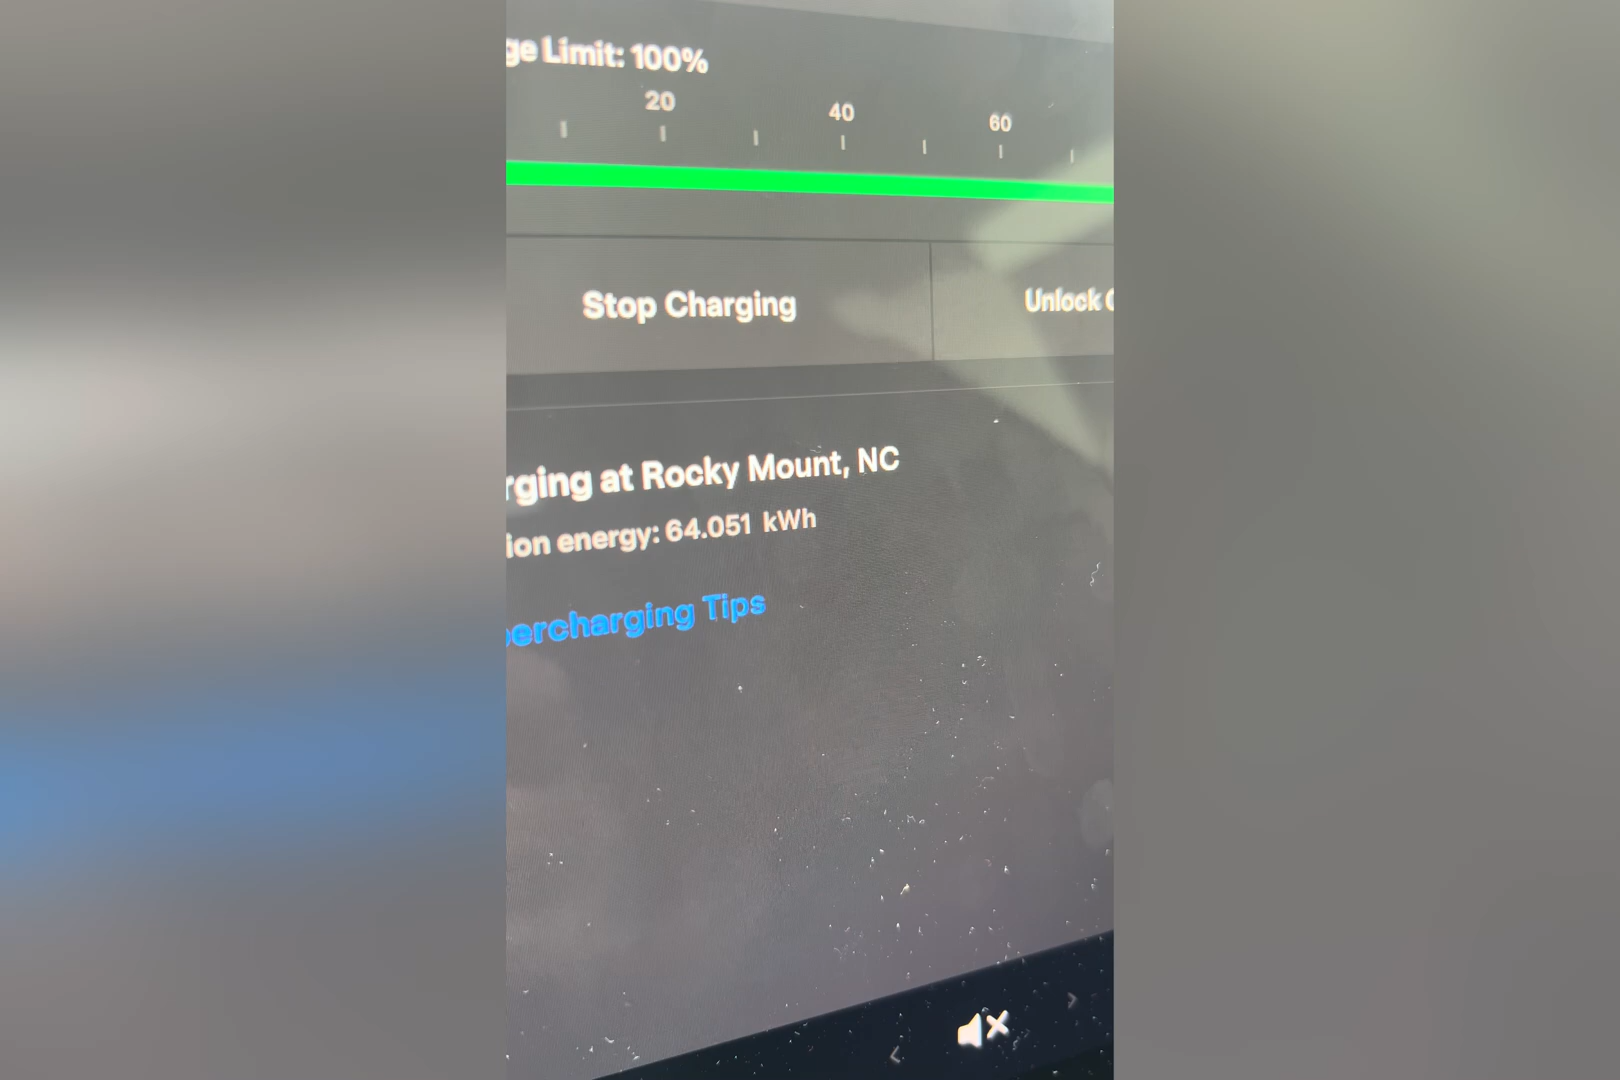 ge Limit: 100%
20 40 60
Stop Charging
Unlock
rging at Rocky Mount, NC
ion energy: 64.051 kWh
percharging Tips